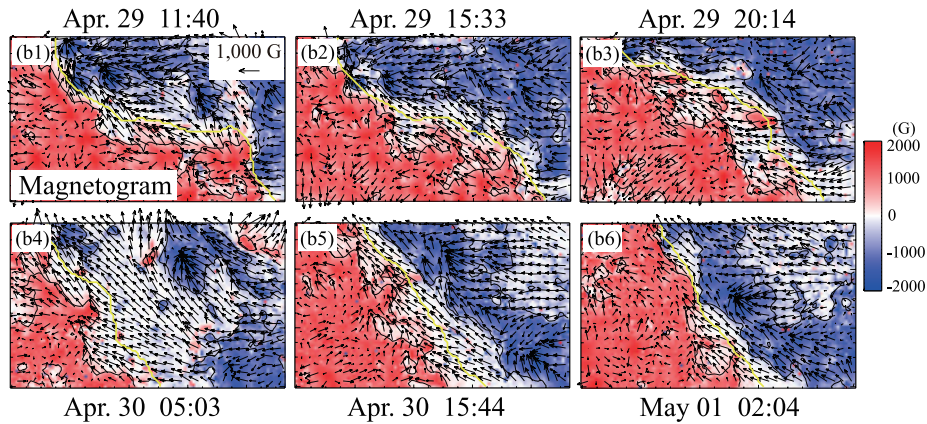 Apr. 29 11:40
Apr. 29 15:33
Apr. 29 20:14
(b1)
1,000 G
(b2)
(b3)
Magnetogram
(G)
2000
1000
0
-1000
-2000
(b4)
(b5)
(b6)
Apr. 30 05:03
Apr. 30 15:44
May 01 02:04